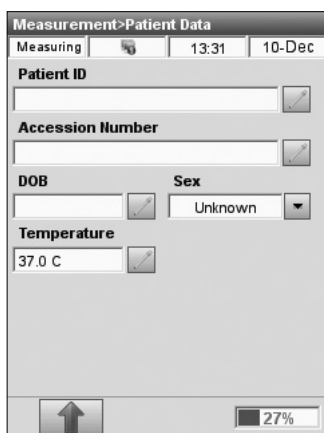 Measurement>Patient Data
Measuring 13:31 10-Dec
Patient ID
Accession Number
DOB Sex
Unknown
Temperature
37.0 C
27%